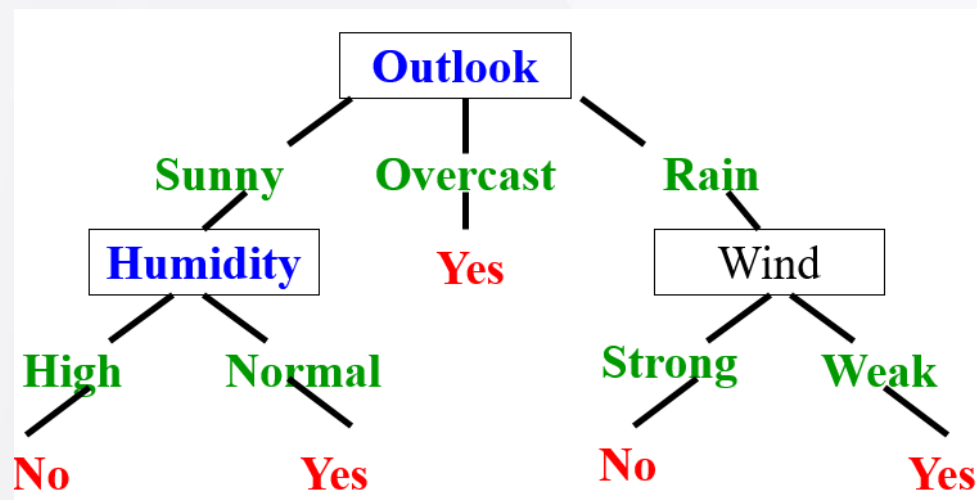 Outlook
Sunny Overcast Rain
Humidity Yes Wind
High Normal Strong Weak
No Yes No Yes